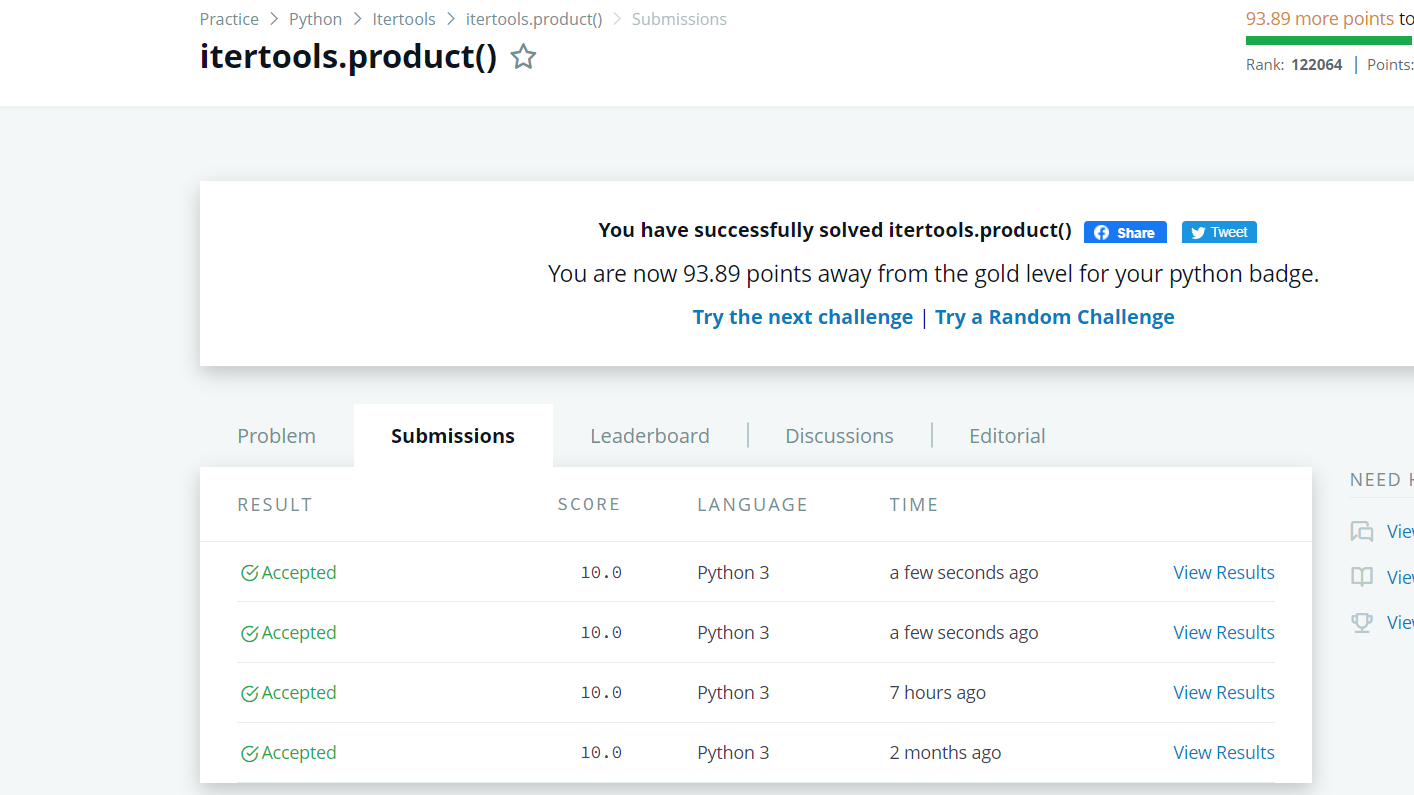 Practice > Python > Itertools > itertools.product() > Submissions
93.89 more points to
itertools.product()
Rank: 122064 | Points:
You have successfully solved itertools.product() Share Tweet
You are now 93.89 points away from the gold level for your python badge.
Try the next challenge | Try a Random Challenge
Problem Submissions Leaderboard | Discussions | Editorial
NEED
RESULT SCORE LANGUAGE TIME
Accepted 10.0 Python 3 a few seconds ago View Results
Accepted 10.0 Python 3 a few seconds ago View Results
Accepted 10.0 Python 3 7 hours ago View Results
Accepted 10.0 Python 3 2 months ago View Results